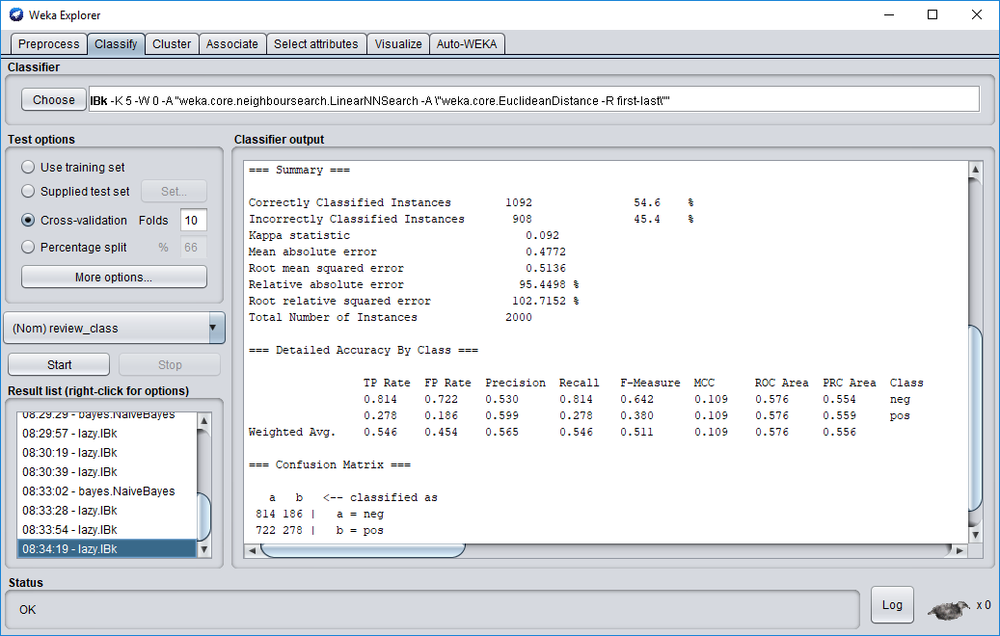 Weka Explorer
Preprocess Classify Cluster Associate Select attributes Visualize Auto-WEKA
Classifier
Choose IBk -K 5 -W 0 -A "weka.core.neighboursearch.LinearNNSearch -A \"weka.core.EuclideanDistance -R first-last\""
Test options
Use training set
Supplied test set Set...
Cross-validation Folds 10
Percentage split % 66
More options...
(Nom) review_class
Start Stop
Result list (right-click for options)
08:29:29 - bayes.NaiveBayes
08:29:57 - lazy.IBk
08:30:19 - lazy.IBk
08:30:39 - lazy.IBk
08:33:02 - bayes.NaiveBayes
08:33:28 - lazy.IBk
08:33:54 - lazy.IBk
08:34:19 - lazy.IBk
Classifier output
=== Summary ===
Correctly Classified Instances 1092 54.6 %
Incorrectly Classified Instances 908 45.4 %
Kappa statistic 0.092
Mean absolute error 0.4772
Root mean squared error 0.5136
Relative absolute error 95.4498 %
Root relative squared error 102.7152 %
Total Number of Instances 2000
=== Detailed Accuracy By Class ===
TP Rate FP Rate Precision Recall F-Measure MCC ROC Area PRC Area Class
0.814 0.722 0.530 0.814 0.642 0.109 0.576 0.554 neg
0.278 0.186 0.599 0.278 0.380 0.109 0.576 0.559 pos
Weighted Avg. 0.546 0.454 0.565 0.546 0.511 0.109 0.576 0.556
=== Confusion Matrix ===
a b <-- classified as
814 186 | a = neg
722 278 | b = pos
Status
OK
Log x 0